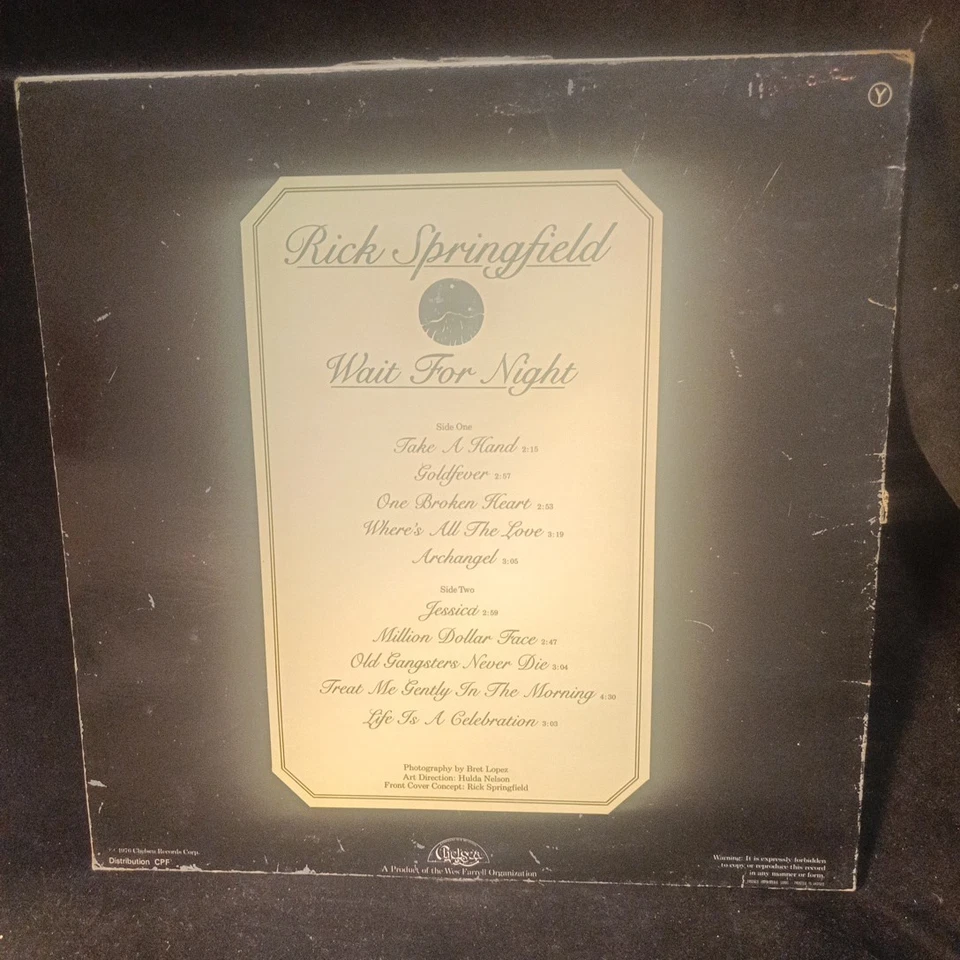 Y
Rick Springfield
Wait For Night
Side One
Take A Hand 2:15
Goldfever 2:57
One Broken Heart 2:53
Where's All The Love 3:19
Archangel 3:05
Side Two
Jessica 2:59
Million Dollar Face 2:47
Old Gangsters Never Die 3:04
Treat Me Gently In The Morning 4:30
Life Is A Celebration 3:03
Photography by Bret Lopez
Art Direction: Hulda Nelson
Front Cover Concept: Rick Springfield
1976 Chelsea Records Corp.
Distribution CPF
Chelsea
A Product of the Wes Farrell Organization
Warning: It is expressly forbidden
to copy or reproduce this record
in any manner or form.